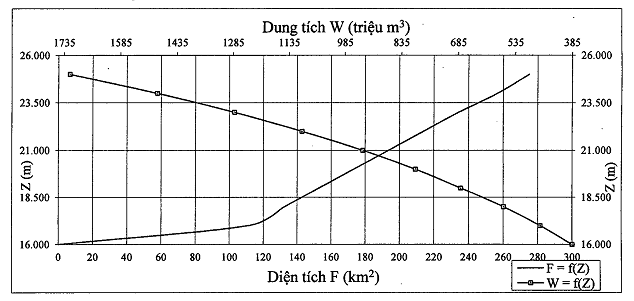 Dung tích W (triệu m³)
1735 1585 1435 1285 1135 985 835 685 535 385
26.000 26.000
23.500 23.500
21.000 21.000
18.500 18.500
16.000 16.000
Z (m) Z (m)
0 20 40 60 80 100 120 140 160 180 200 220 240 260 280 300
Diện tích F (km²)
F = f(Z)
W = f(Z)